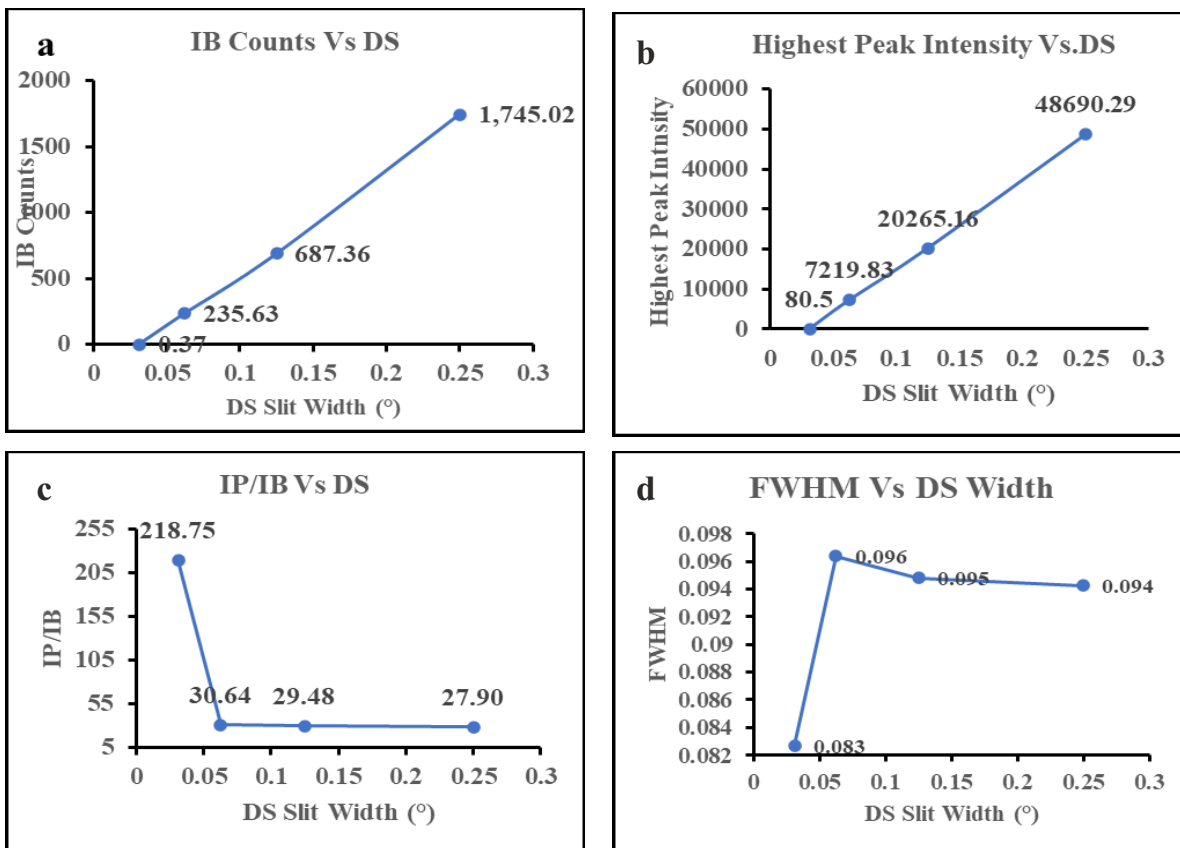 a
IB Counts Vs DS
2000
1500
1000
500
0
IB Counts
1,745.02
687.36
235.63
0.37
0 0.05 0.1 0.15 0.2 0.25 0.3
DS Slit Width (°)
b
Highest Peak Intensity Vs.DS
60000
50000
40000
30000
20000
10000
0
Highest Peak Intnsity
48690.29
20265.16
7219.83
80.5
0 0.05 0.1 0.15 0.2 0.25 0.3
DS Slit Width (°)
c
IP/IB Vs DS
255
205
155
105
55
5
IP/IB
218.75
30.64 29.48 27.90
0 0.05 0.1 0.15 0.2 0.25 0.3
DS Slit Width (°)
d
FWHM Vs DS Width
0.098
0.096
0.094
0.092
0.09
0.088
0.086
0.084
0.082
FWHM
0.096
0.095
0.094
0.083
0 0.05 0.1 0.15 0.2 0.25 0.3
DS Slit Width (°)